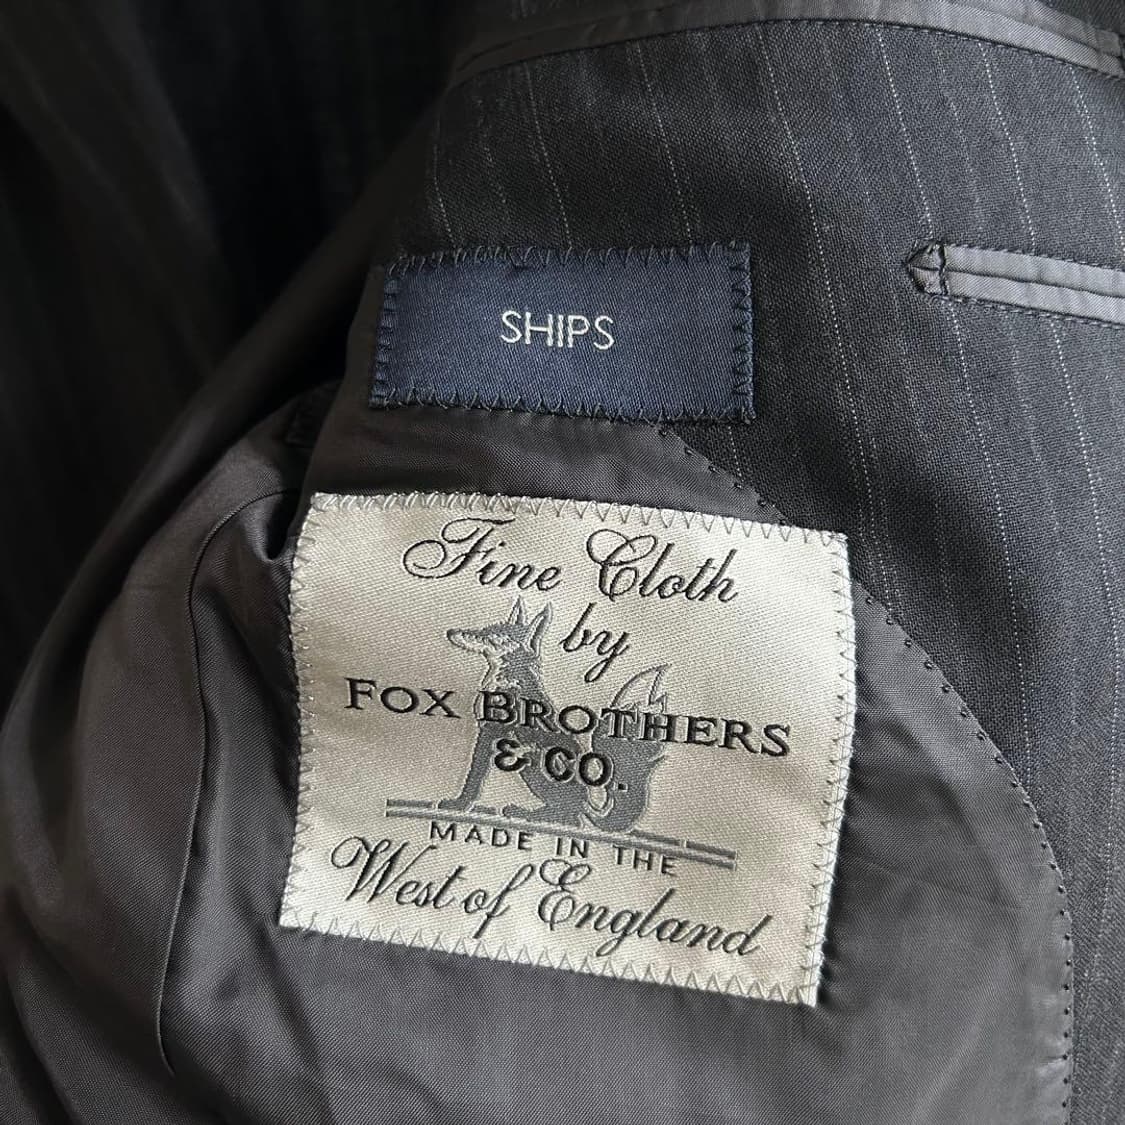 SHIPS
Fine Cloth
by
FOX BROTHERS
& CO.
MADE IN THE
West of England